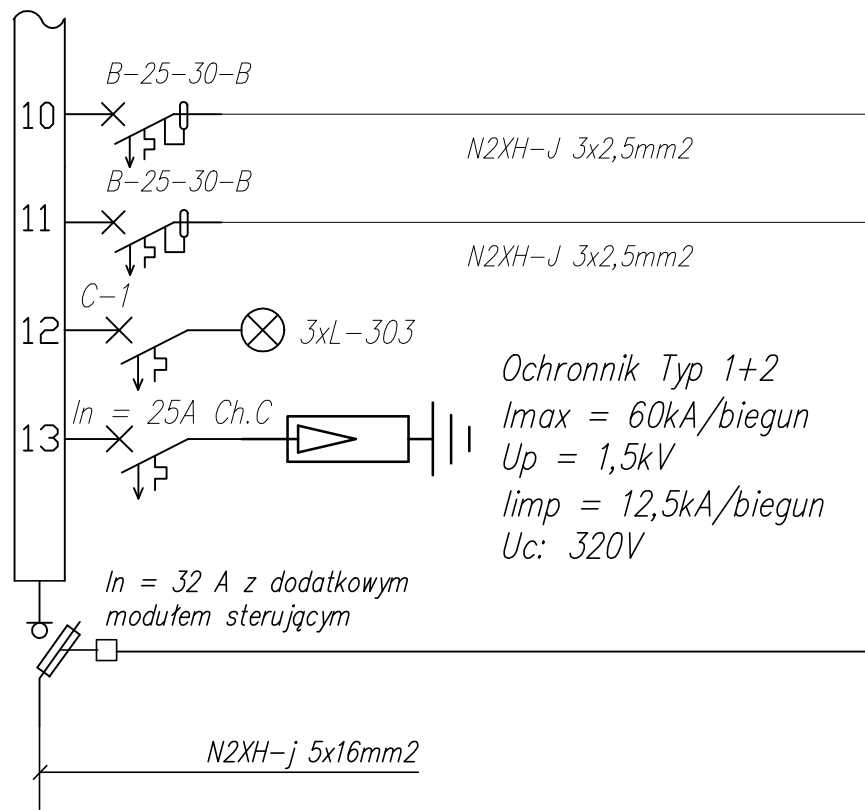 B-25-30-B
10
N2XH-J 3x2,5mm2
B-25-30-B
11
N2XH-J 3x2,5mm2
C-1
12
3xL-303
In = 25A Ch.C
13
Ochronnik Typ 1+2
Imax = 60kA/biegun
Up = 1,5kV
Iimp = 12,5kA/biegun
Uc: 320V
In = 32 A z dodatkowym
modułem sterującym
N2XH-j 5x16mm2